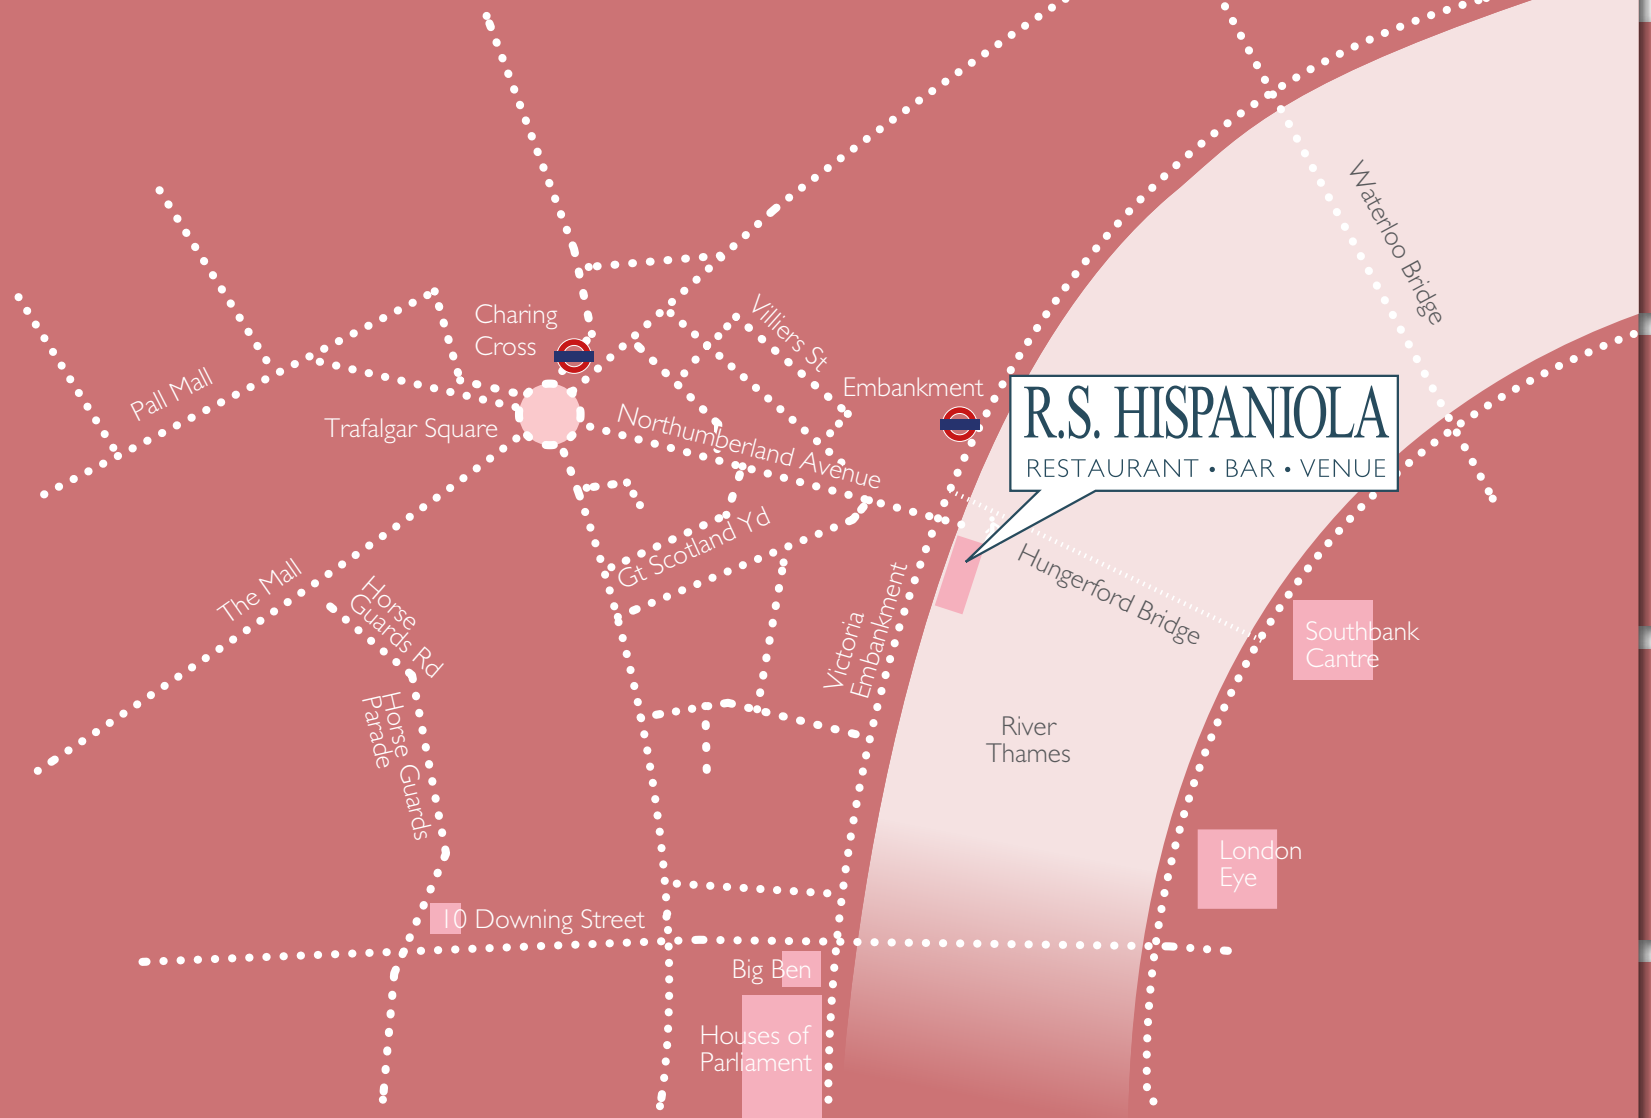 Waterloo Bridge
Charing
Cross
Villiers St
Pall Mall
Embankment
Trafalgar Square
Northumberland Avenue
R.S. HISPANIOLA
RESTAURANT • BAR • VENUE
Gt Scotland Yd
The Mall
Horse
Guards Rd
Hungerford Bridge
Victoria
Embankment
Southbank
Cantre
Horse Guards
Parade
River
Thames
London
Eye
10 Downing Street
Big Ben
Houses of
Parliament